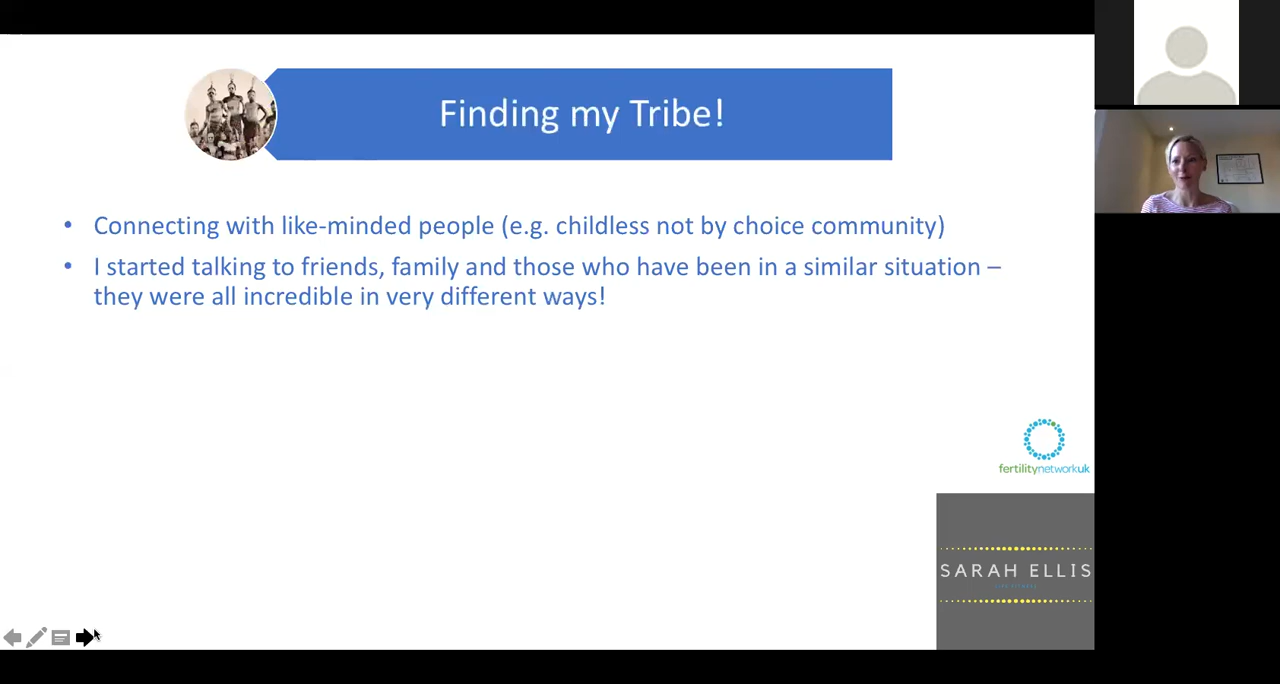 Finding my Tribe!
• Connecting with like-minded people (e.g. childless not by choice community)
• I started talking to friends, family and those who have been in a similar situation –
they were all incredible in very different ways!
fertilitynetworkuk
SARAH ELLIS